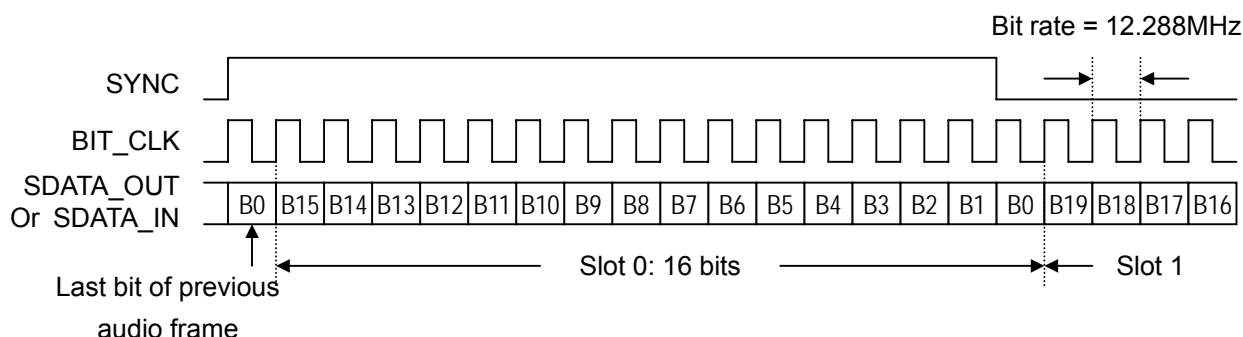 Bit rate = 12.288MHz
SYNC
BIT_CLK
SDATA_OUT
Or SDATA_IN
B0 B15 B14 B13 B12 B11 B10 B9 B8 B7 B6 B5 B4 B3 B2 B1 B0 B19 B18 B17 B16
Slot 0: 16 bits
Slot 1
Last bit of previous
audio frame